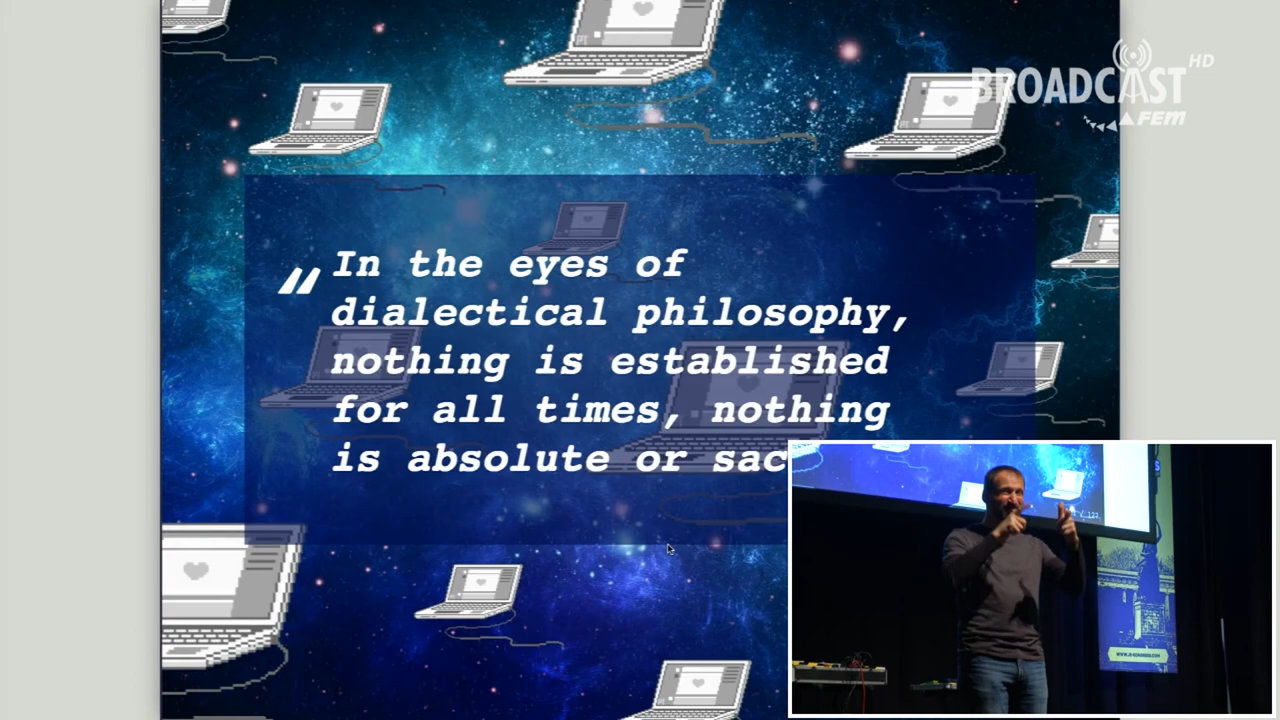 BROADCAST HD
FEM
" In the eyes of
dialectical philosophy,
nothing is established
for all times, nothing
is absolute or sac